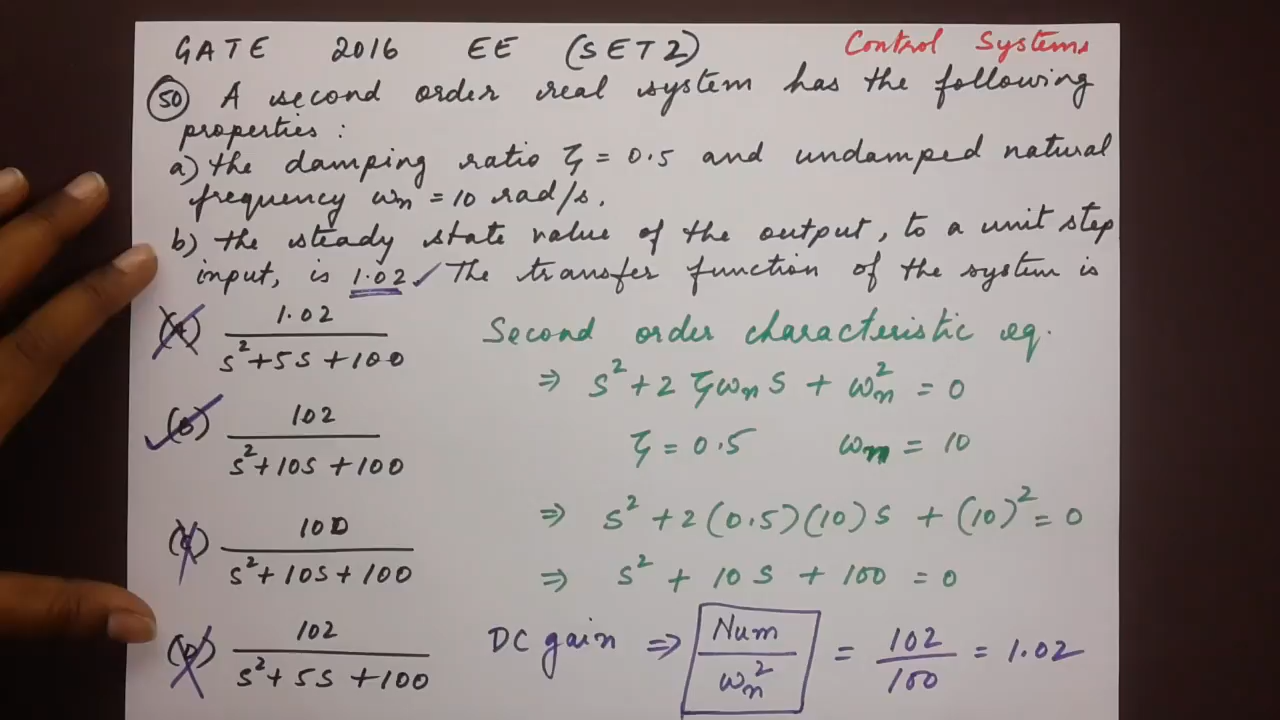 GATE 2016 EE (SET2) Control Systems
50 A second order real system has the following
properties :
a) the damping ratio ζ = 0.5 and undamped natural
frequency ωn = 10 rad/s.
b) the steady state value of the output, to a unit step
input, is 1.02 ✓ The transfer function of the system is
(A) 1.02
s²+5s+100
(B) 102
s²+10s+100
(C) 100
s²+10s+100
(D) 102
s²+5s+100
Second order characteristic eq.
⇒ s²+2ζωn s + ωn² = 0
ζ = 0.5 ωn = 10
⇒ s² + 2(0.5)(10)s + (10)² = 0
⇒ s² + 10s + 100 = 0
DC gain ⇒ Num/ωn² = 102/100 = 1.02